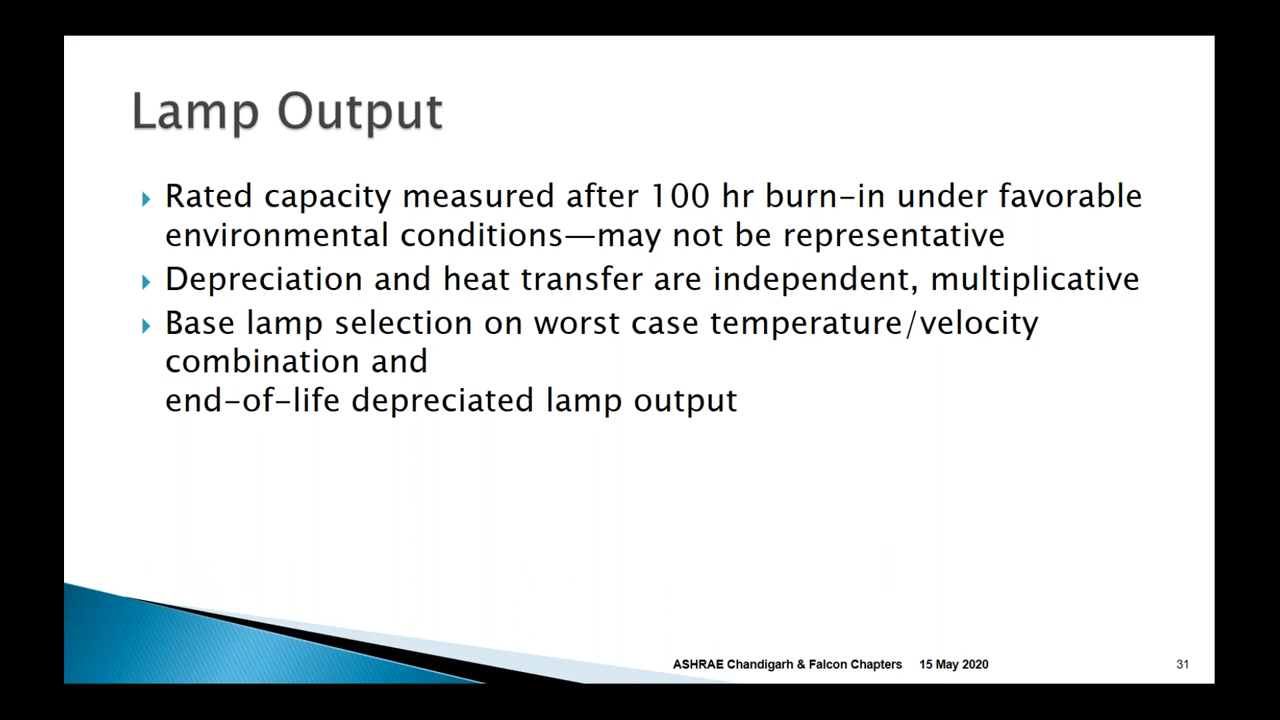 Lamp Output
Rated capacity measured after 100 hr burn-in under favorable
environmental conditions—may not be representative
Depreciation and heat transfer are independent, multiplicative
Base lamp selection on worst case temperature/velocity
combination and
end-of-life depreciated lamp output
ASHRAE Chandigarh & Falcon Chapters 15 May 2020 31